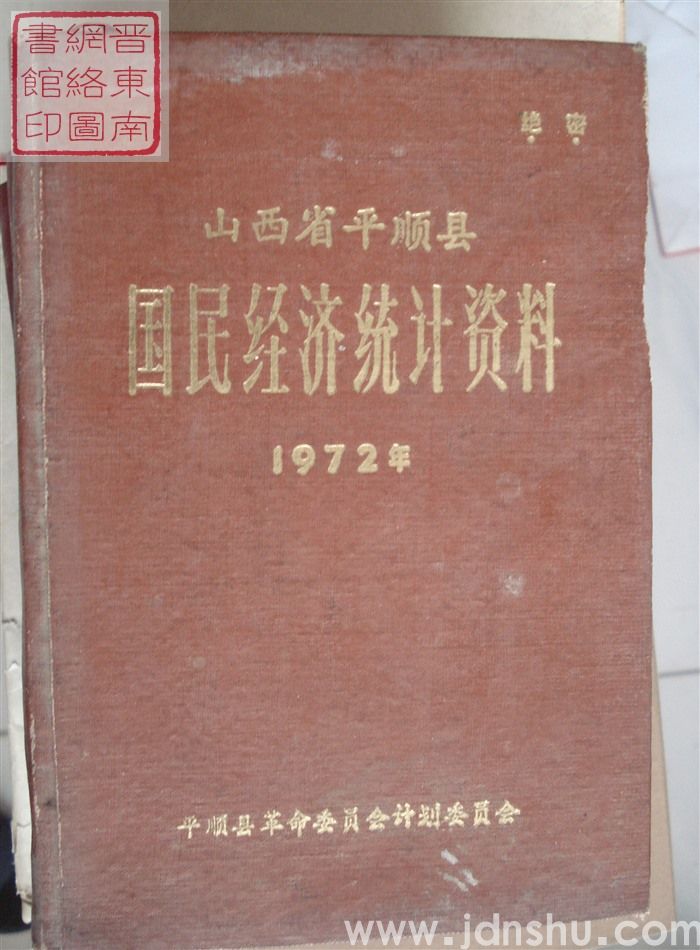 晋東南
網絡圖
書館印
绝密
山西省平顺县
国民经济统计资料
1972年
平顺县革命委员会计划委员会
www.jdnshu.com